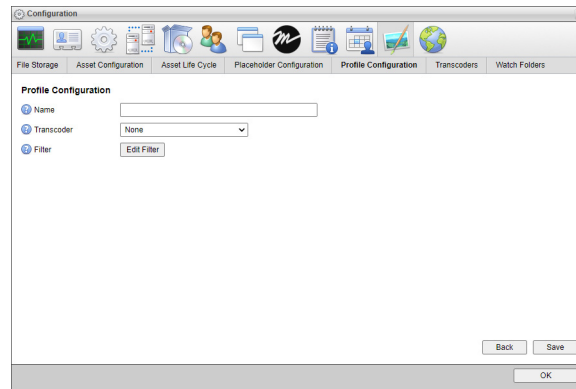 Configuration
File Storage Asset Configuration Asset Life Cycle Placeholder Configuration Profile Configuration Transcoders Watch Folders
Profile Configuration
Name
Transcoder None
Filter Edit Filter
Back Save
OK